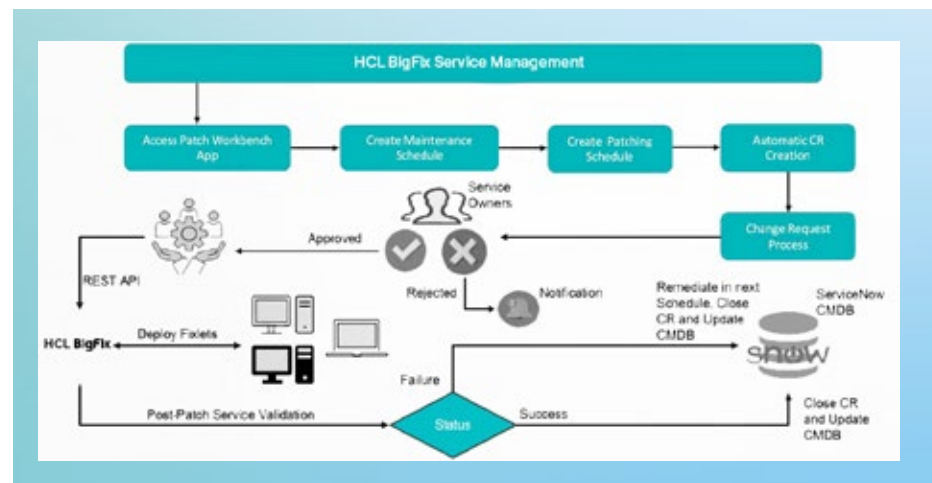 HCL BigFix Service Management
Access Patch Workbench
App
Create Maintenance
Schedule
Create Patching
Schedule
Automatic CR
Creation
Service
Owners
Change Request
Process
Approved
REST API
Rejected
Notification
Remediate in next
Schedule, Close
CR and Update
CMDB
ServiceNow
CMDB
snow
HCL BigFix
Deploy Fixlets
Failure
Post-Patch Service Validation
Status
Success
Close CR
and Update
CMDB